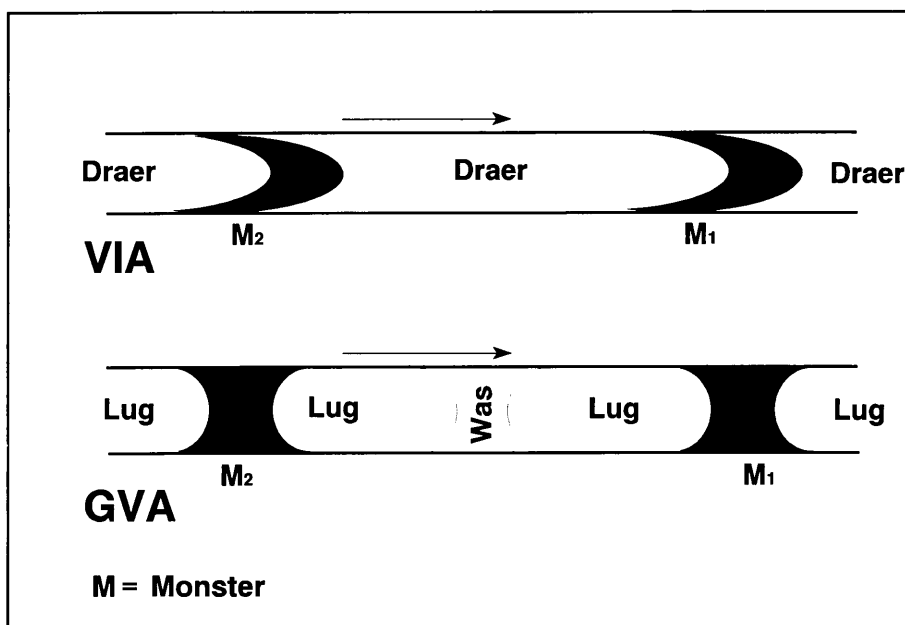 Draer Draer Draer
M₂ M₁
VIA
Lug Lug Was Lug Lug
M₂ M₁
GVA
M = Monster